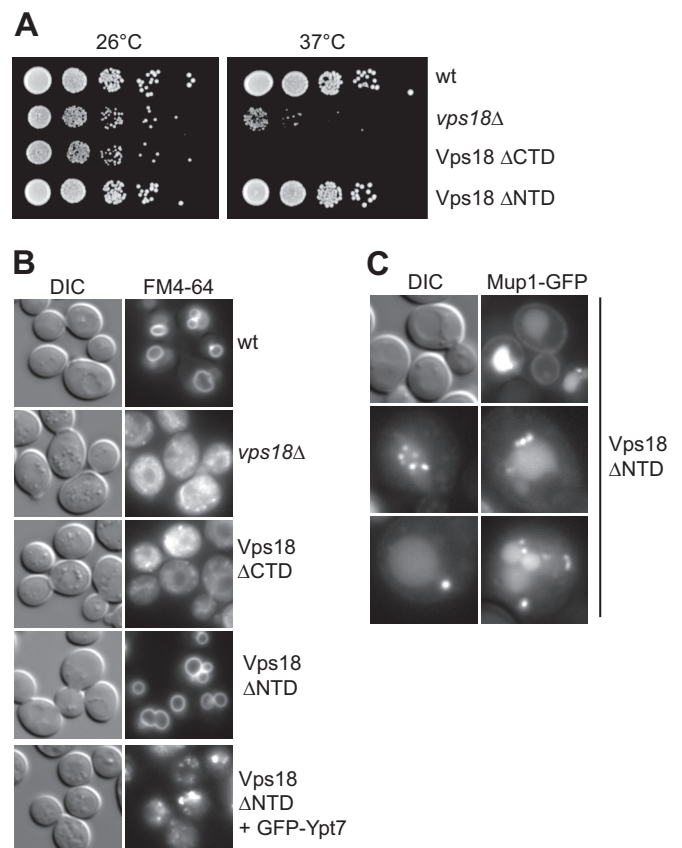 A
26°C 37°C
wt
vps18Δ
Vps18 ΔCTD
Vps18 ΔNTD
B
DIC FM4-64
wt
vps18Δ
Vps18
ΔCTD
Vps18
ΔNTD
Vps18
ΔNTD
+ GFP-Ypt7
C
DIC Mup1-GFP
Vps18
ΔNTD